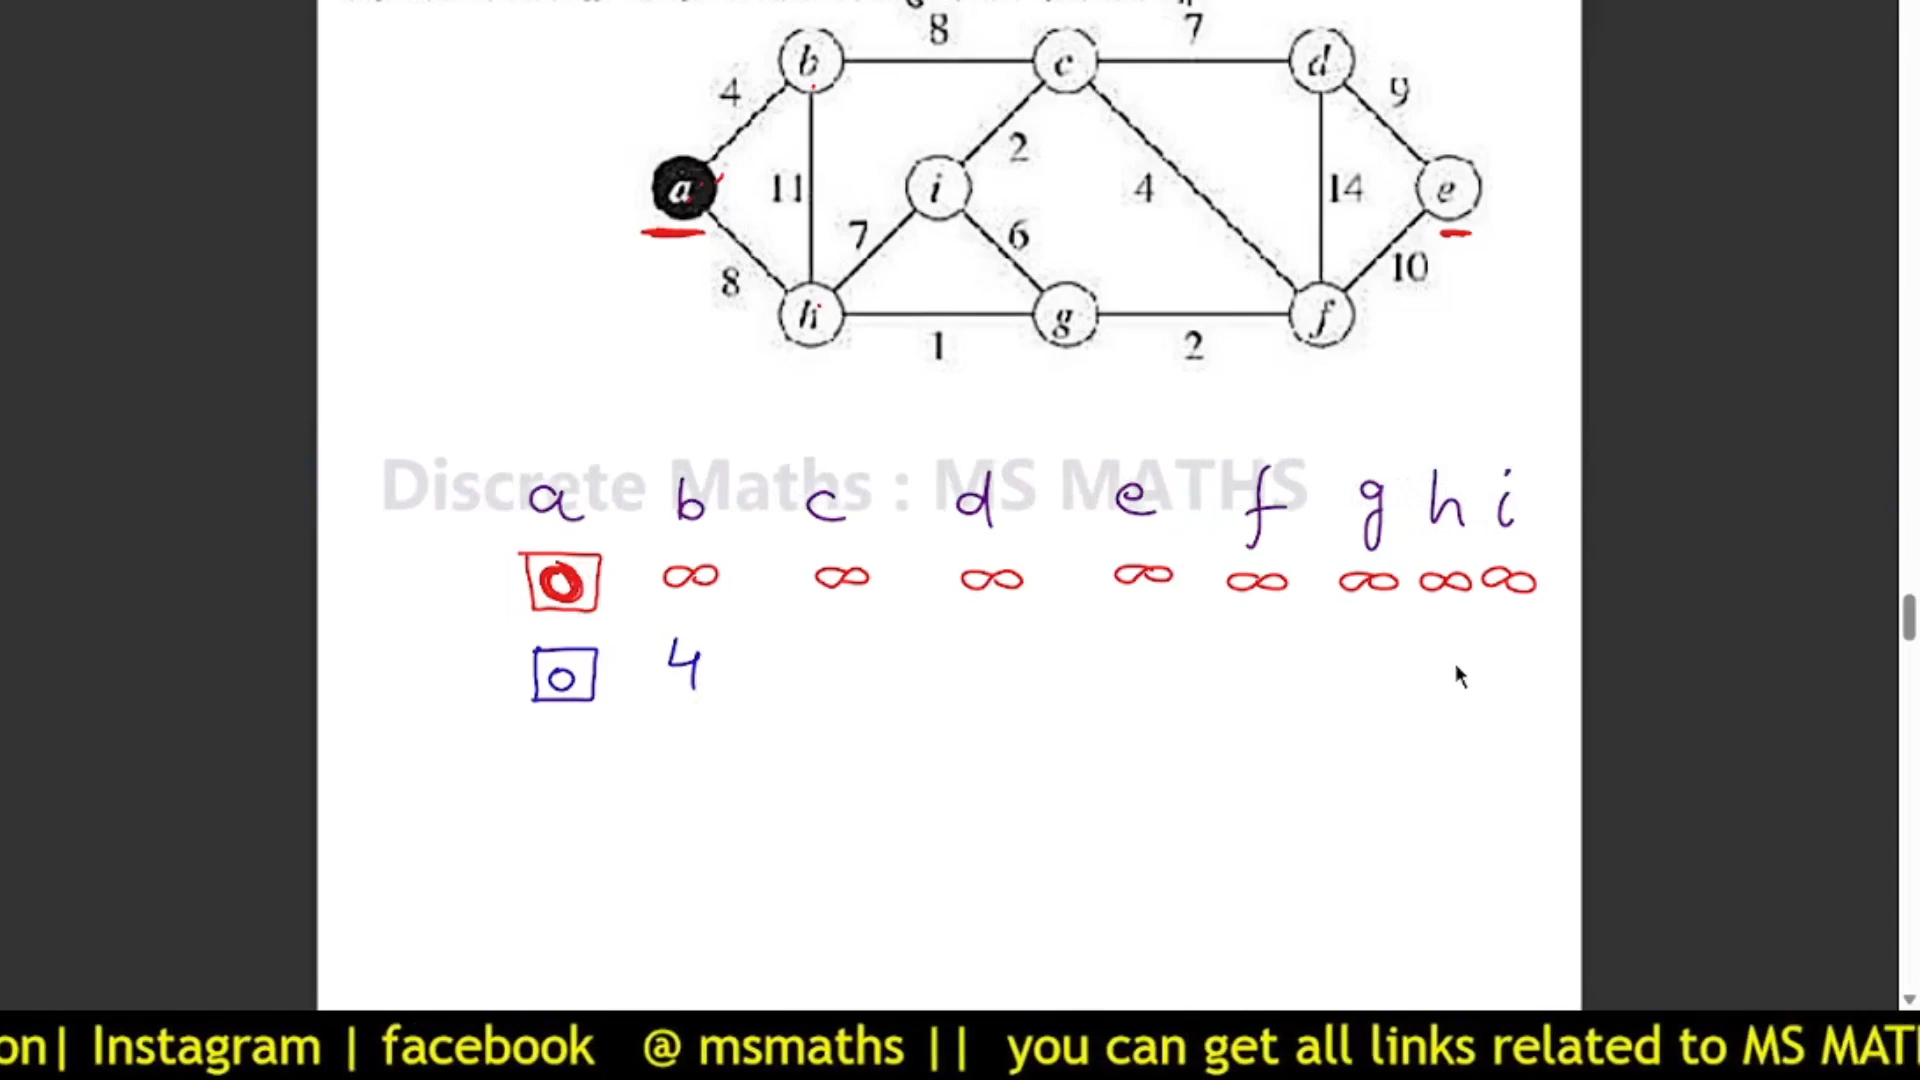 8 7
b c d
4 9
2
a 11 i 4 14 e
7 6
8 10
h g f
1 2
Discrete Maths : MS MATHS
a b c d e f g h i
0 ∞ ∞ ∞ ∞ ∞ ∞ ∞ ∞
0 4
on| Instagram | facebook @ msmaths || you can get all links related to MS MAT